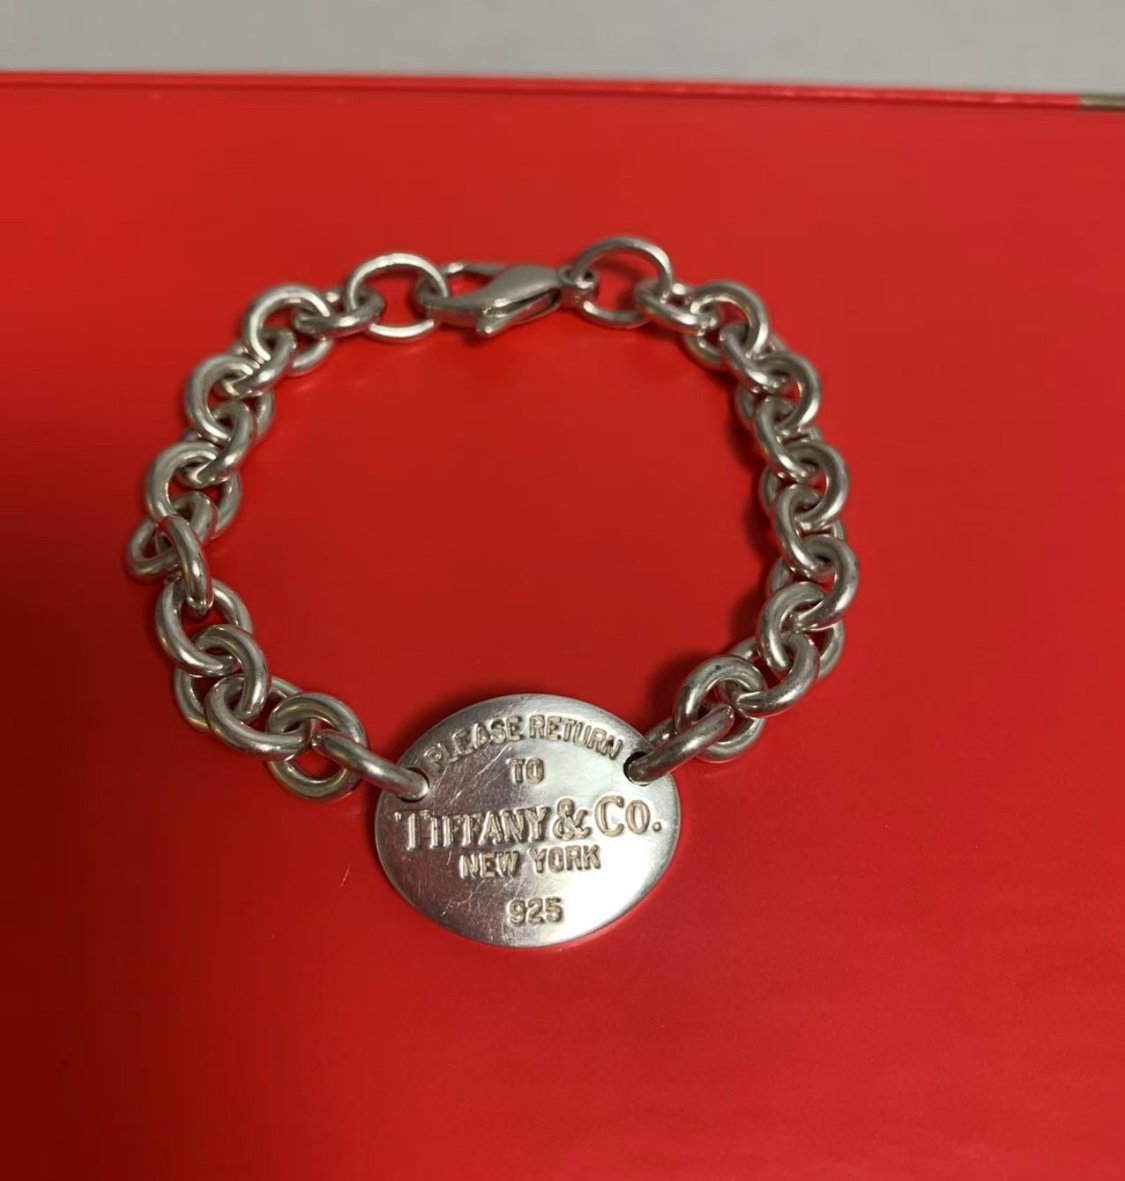 PLEASE RETURN
TO
TIFFANY & CO.
NEW YORK
925